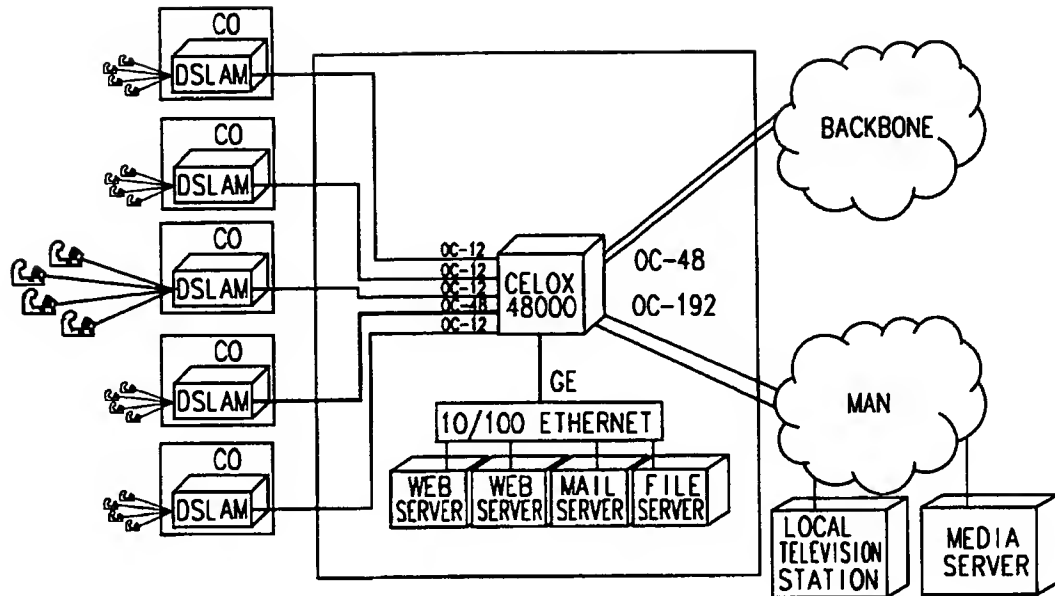 CO
DSLAM
CO
DSLAM
CO
DSLAM
CO
DSLAM
CO
DSLAM
OC-12
OC-12
OC-12
OC-48
OC-12
CELOX
48000
OC-48
OC-192
BACKBONE
MAN
GE
10/100 ETHERNET
WEB
SERVER
WEB
SERVER
MAIL
SERVER
FILE
SERVER
LOCAL
TELEVISION
STATION
MEDIA
SERVER